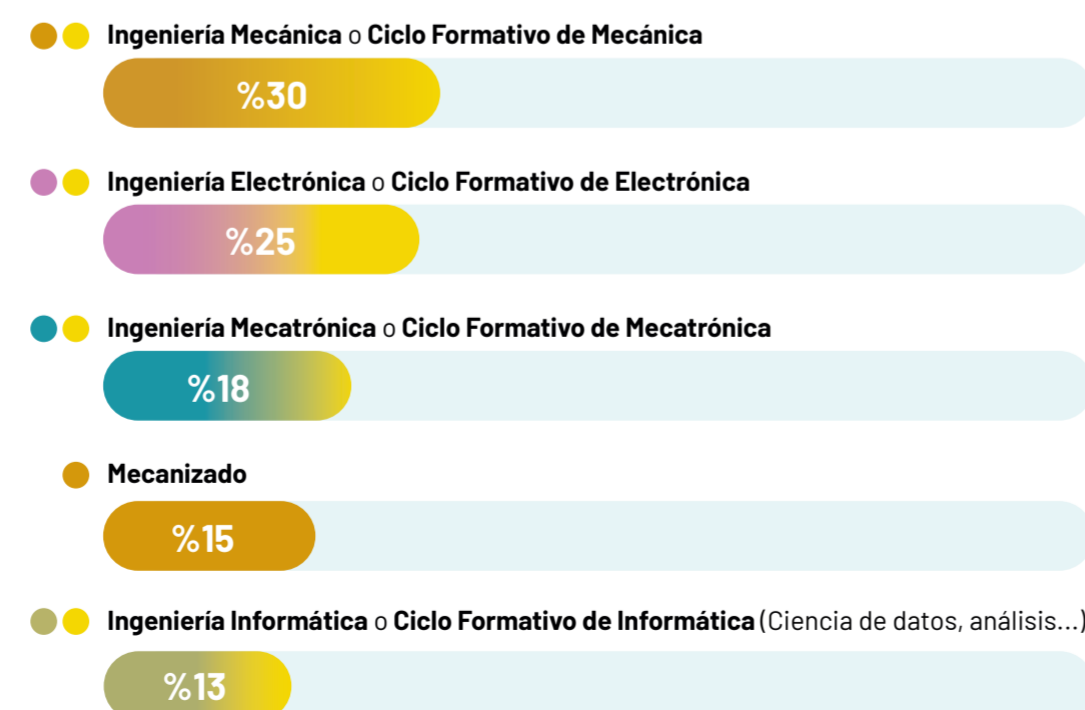 Ingeniería Mecánica o Ciclo Formativo de Mecánica
%30
Ingeniería Electrónica o Ciclo Formativo de Electrónica
%25
Ingeniería Mecatrónica o Ciclo Formativo de Mecatrónica
%18
Mecanizado
%15
Ingeniería Informática o Ciclo Formativo de Informática (Ciencia de datos, análisis...)
%13